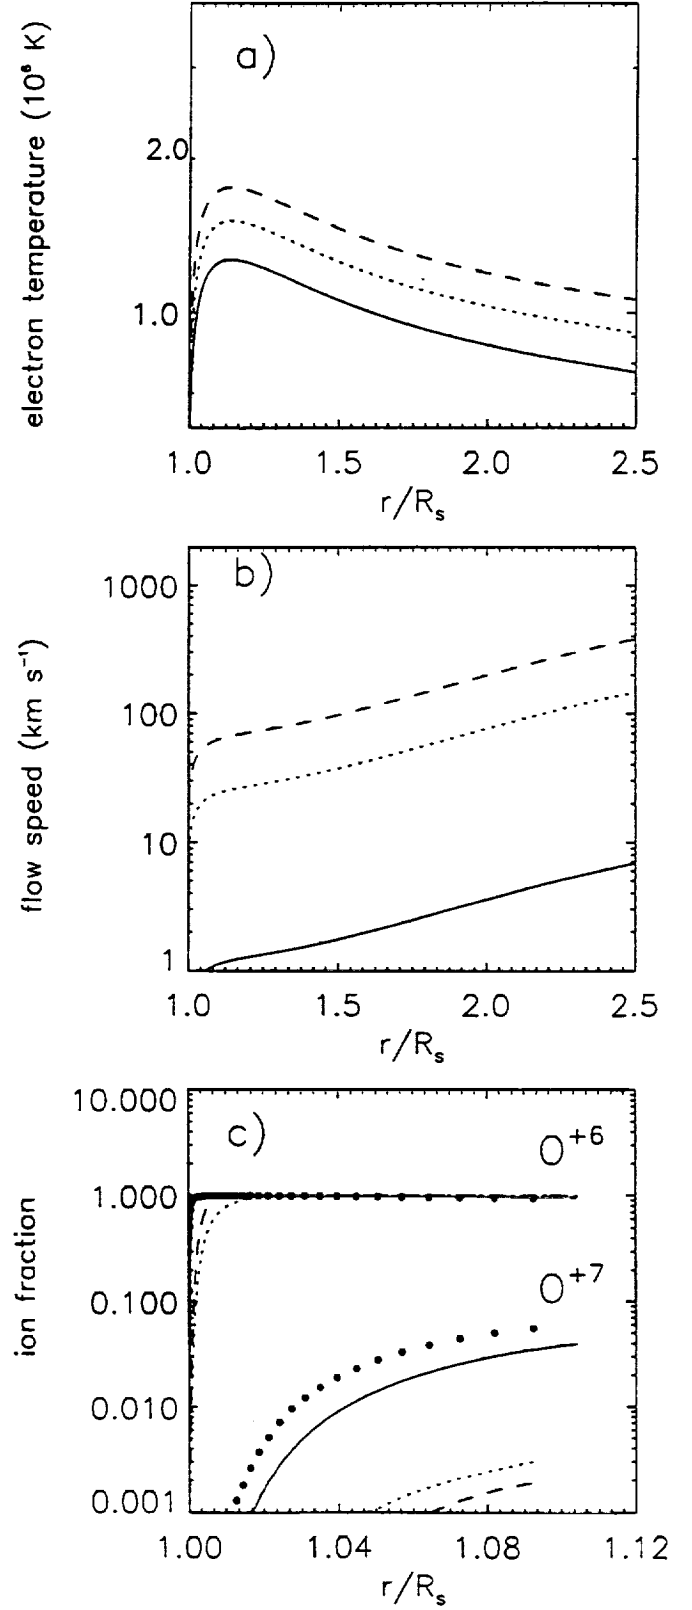 a)
electron temperature (10⁶ K)
2.0
1.0
1.0 1.5 2.0 2.5
r/Rₛ
b)
flow speed (km s⁻¹)
1000
100
10
1
1.0 1.5 2.0 2.5
r/Rₛ
c)
ion fraction
10.000
1.000
0.100
0.010
0.001
O⁺⁶
O⁺⁷
1.00 1.04 1.08 1.12
r/Rₛ